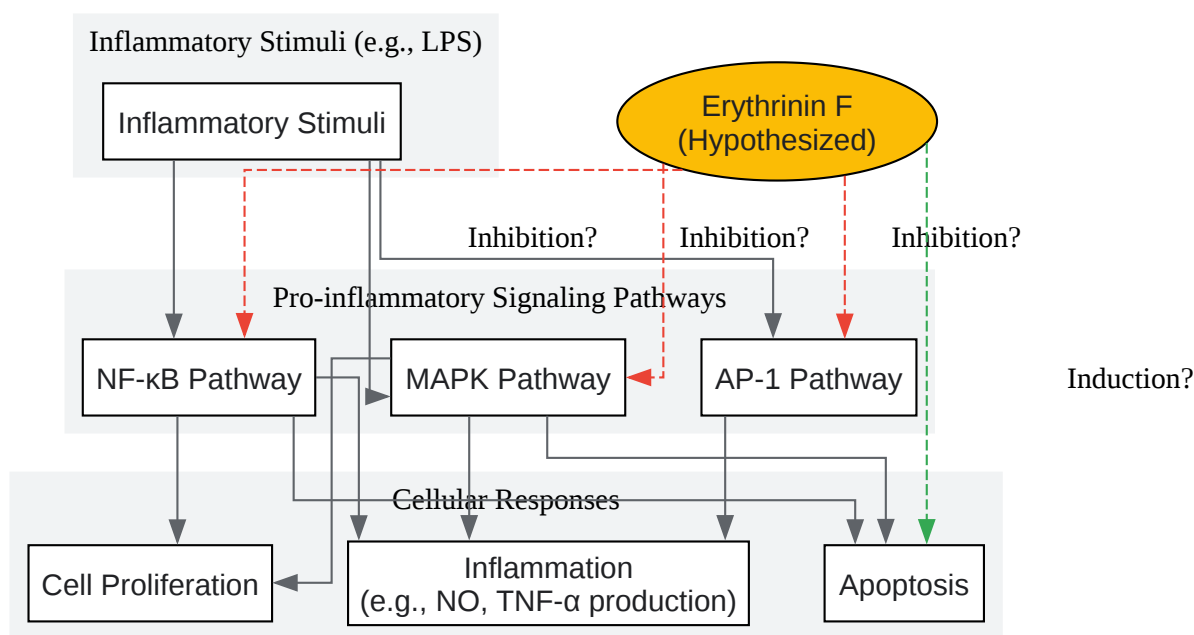 Inflammatory Stimuli (e.g., LPS)
Inflammatory Stimuli
Erythrinin F
(Hypothesized)
Inhibition?
Inhibition?
Inhibition?
Pro-inflammatory Signaling Pathways
NF-κB Pathway
MAPK Pathway
AP-1 Pathway
Induction?
Cellular Responses
Cell Proliferation
Inflammation
(e.g., NO, TNF-α production)
Apoptosis